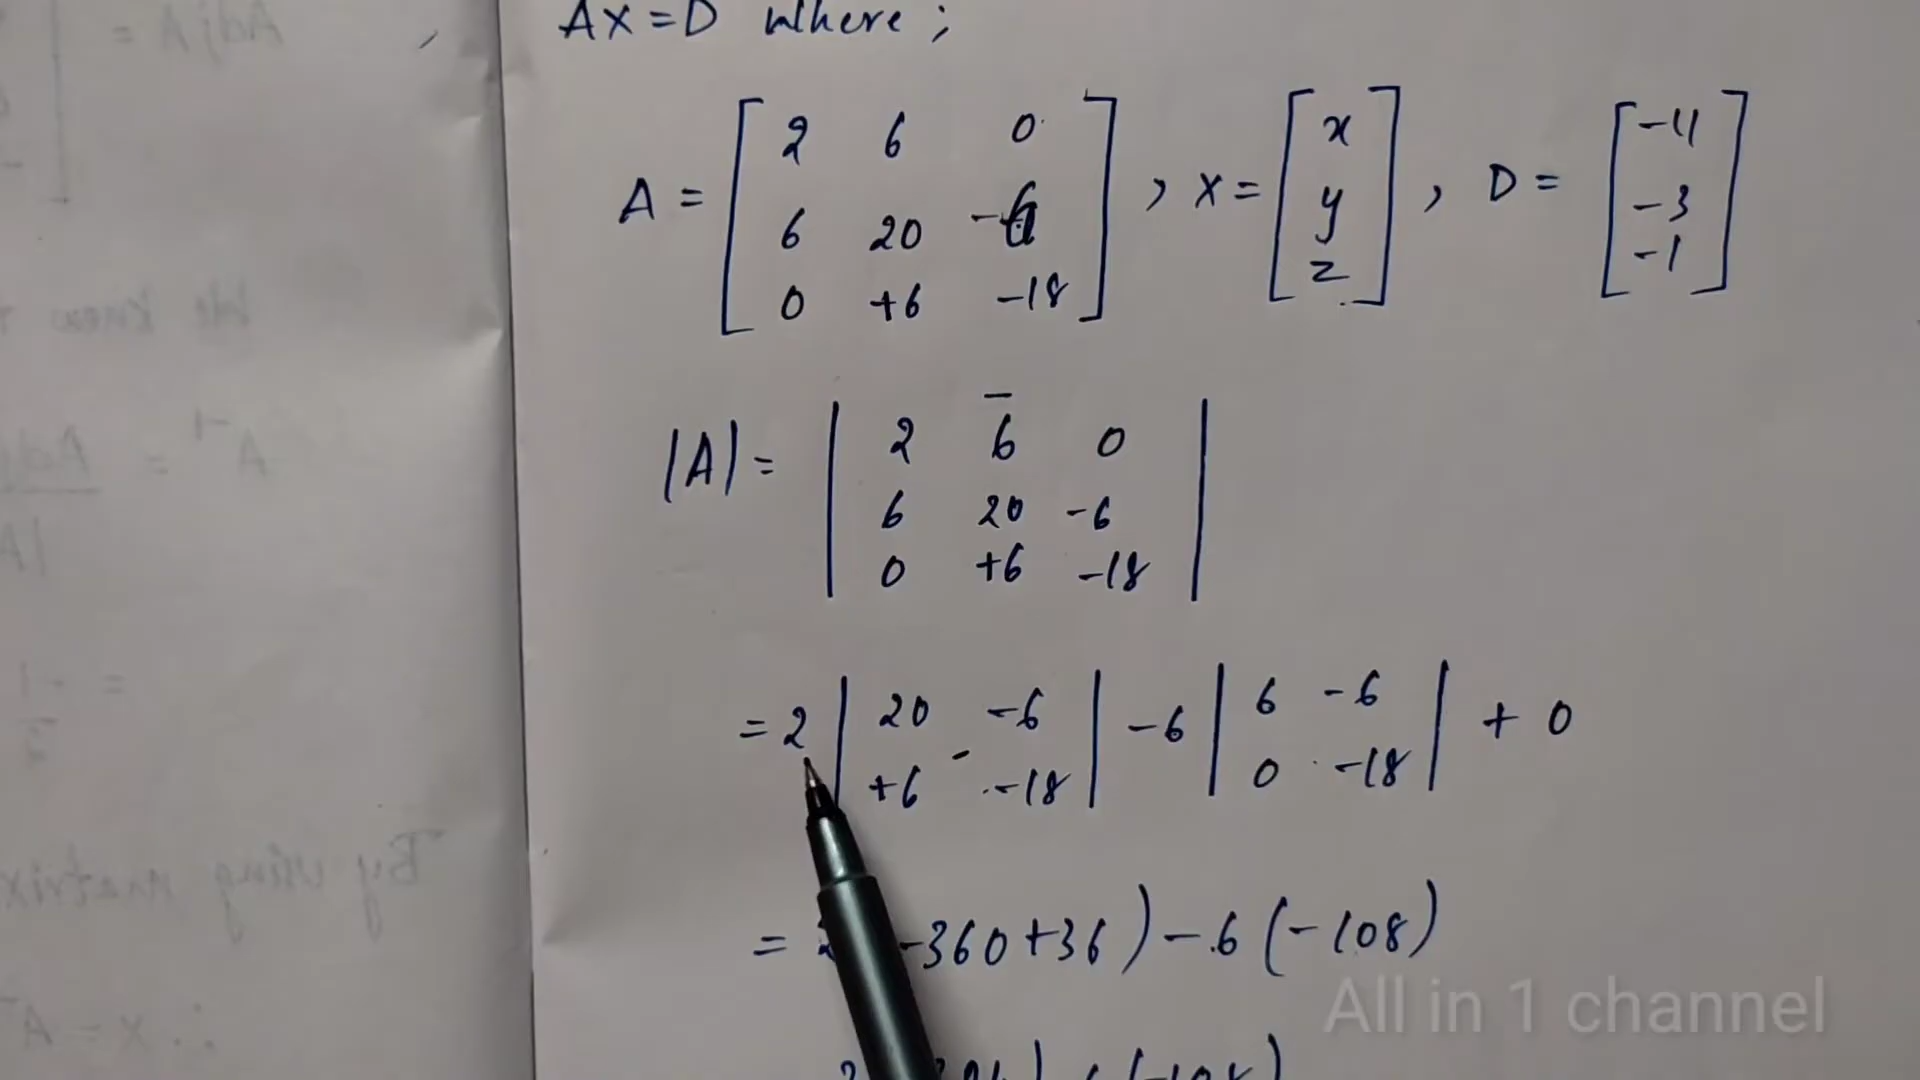 AX = D where ;
A = [ 2 6 0 ; 6 20 -6 ; 0 +6 -18 ] , X = [ x ; y ; z ] , D = [ -11 ; -3 ; -1 ]
|A| = | 2 6 0 ; 6 20 -6 ; 0 +6 -18 |
= 2 | 20 -6 ; +6 -18 | - 6 | 6 -6 ; 0 -18 | + 0
= -360 + 36 ) - 6 ( -108 )
All in 1 channel